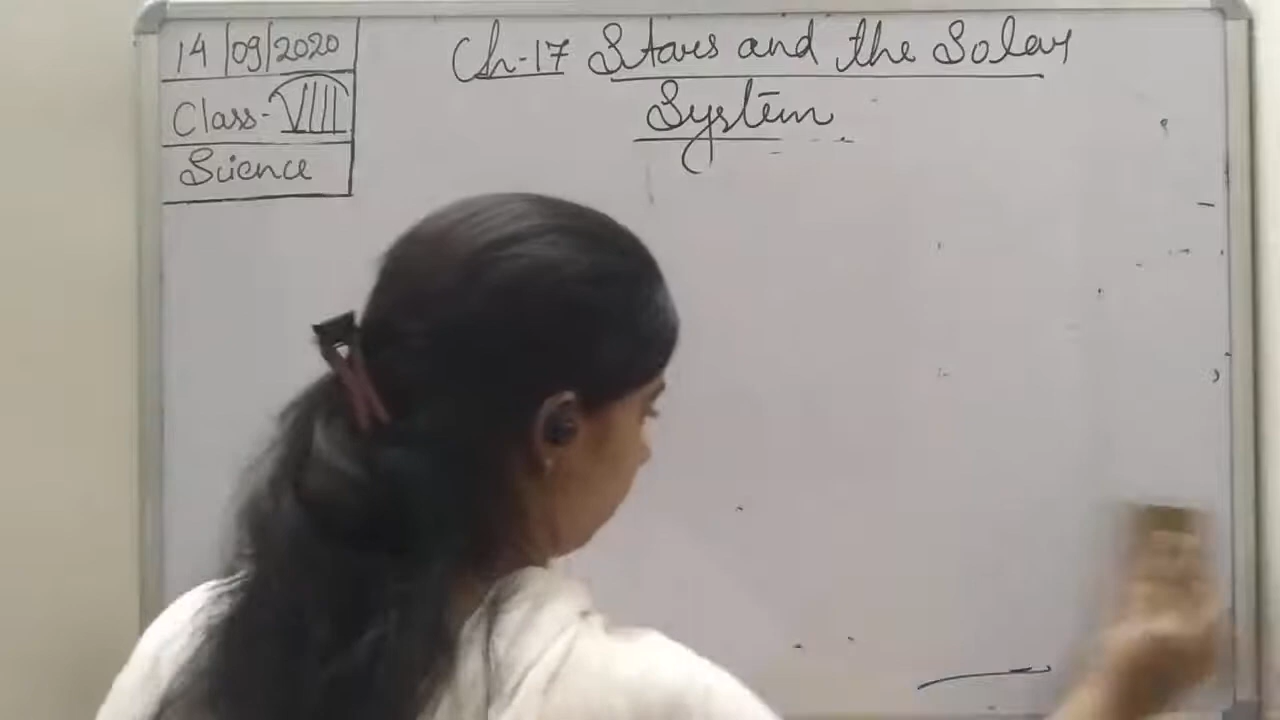 14/09/2020
Class-VIII
Science
Ch-17 Stars and the Solar
System